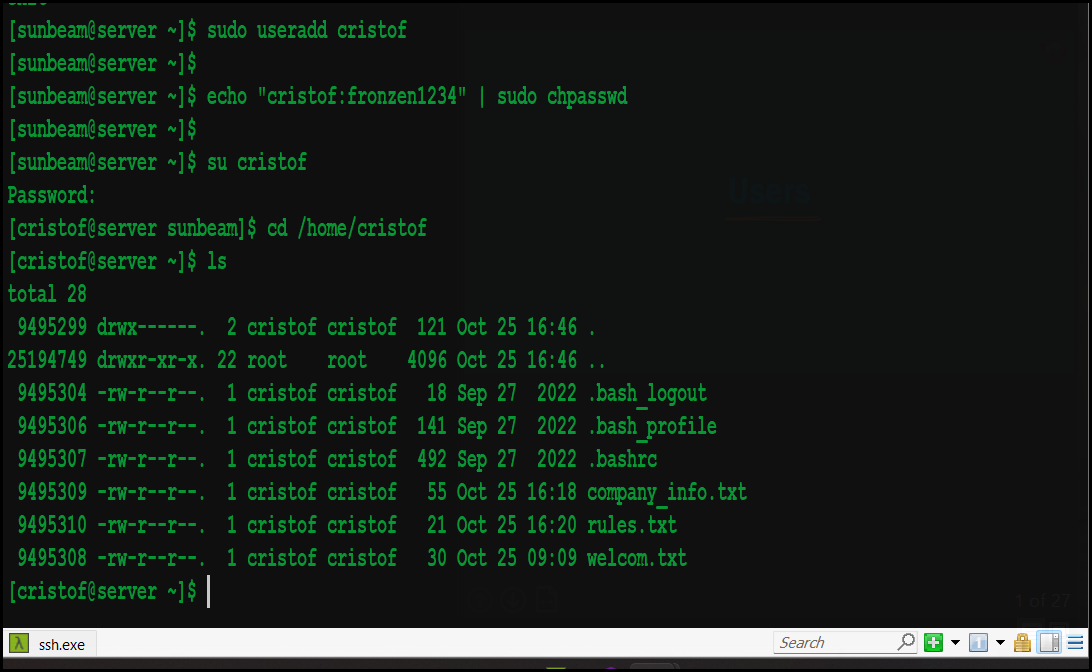 [sunbeam@server ~]$ sudo useradd cristof
[sunbeam@server ~]$
[sunbeam@server ~]$ echo "cristof:fronzen1234" | sudo chpasswd
[sunbeam@server ~]$
[sunbeam@server ~]$ su cristof
Password:
[cristof@server sunbeam]$ cd /home/cristof
[cristof@server ~]$ ls
total 28
9495299 drwx------. 2 cristof cristof 121 Oct 25 16:46 .
25194749 drwxr-xr-x. 22 root root 4096 Oct 25 16:46 ..
9495304 -rw-r--r--. 1 cristof cristof 18 Sep 27 2022 .bash_logout
9495306 -rw-r--r--. 1 cristof cristof 141 Sep 27 2022 .bash_profile
9495307 -rw-r--r--. 1 cristof cristof 492 Sep 27 2022 .bashrc
9495309 -rw-r--r--. 1 cristof cristof 55 Oct 25 16:18 company_info.txt
9495310 -rw-r--r--. 1 cristof cristof 21 Oct 25 16:20 rules.txt
9495308 -rw-r--r--. 1 cristof cristof 30 Oct 25 09:09 welcom.txt
[cristof@server ~]$
Users
1 of 27
ssh.exe
Search
1